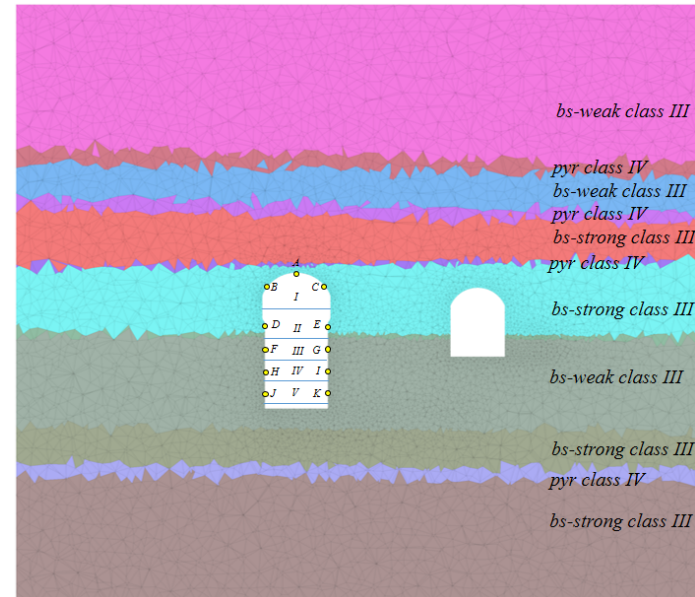 bs-weak class III
pyr class IV
bs-weak class III
pyr class IV
bs-strong class III
A
pyr class IV
B C
I
bs-strong class III
D II E
F III G
H IV I
bs-weak class III
J V K
bs-strong class III
pyr class IV
bs-strong class III